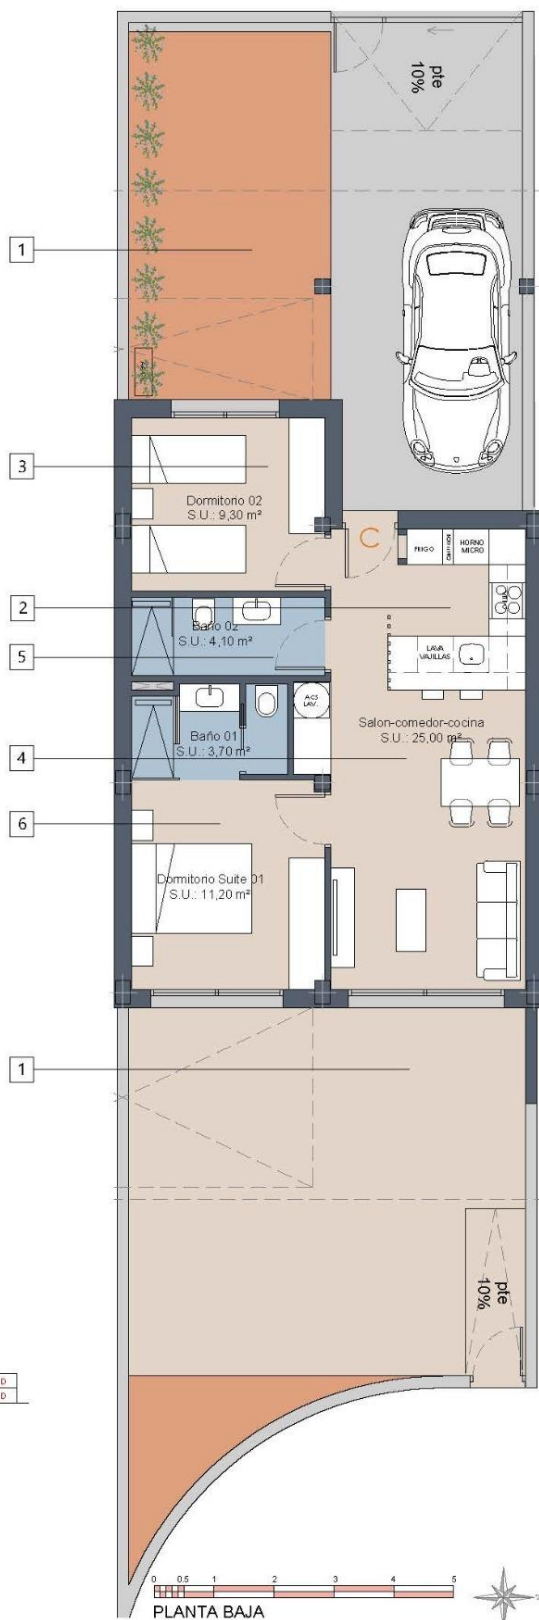 pte
10%
1
3
Dormitorio 02
S.U.: 9,30 m²
C
FRIGO
HORNO
MICRO
2
Baño 02
S.U.: 4,10 m²
LAVA
VAJILLAS
5
ACS
LAV.
Salon-comedor-cocina
S.U.: 25,00 m²
Baño 01
S.U.: 3,70 m²
4
6
Dormitorio Suite 01
S.U.: 11,20 m²
1
pte
10%
D
D
0 0.5 1 2 3 4 5
PLANTA BAJA